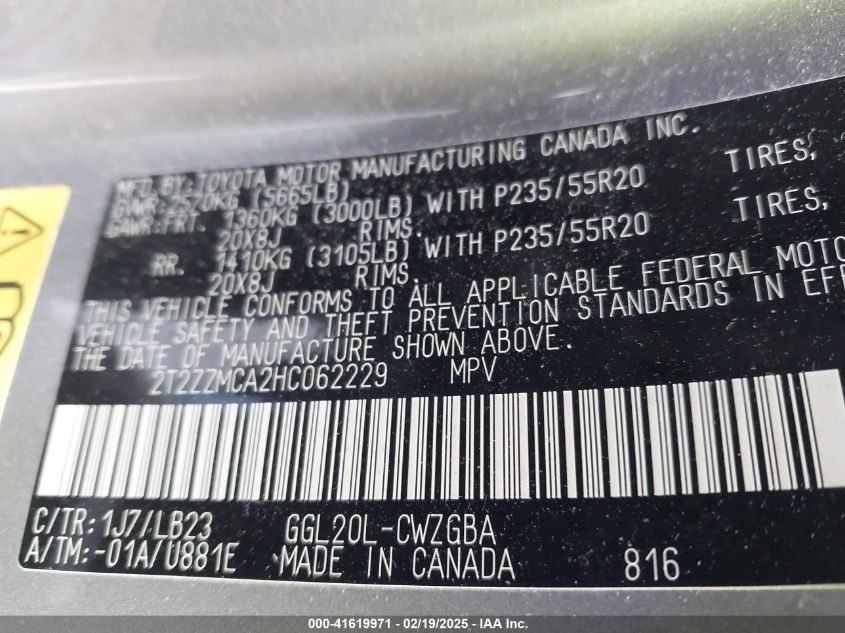 MFD.BY:TOYOTA MOTOR MANUFACTURING CANADA INC.
GVWR:2570KG (5665LB)
GAWR:FRT. 1360KG (3000LB) WITH P235/55R20 TIRES,
20X8J RIMS.
RR. 1410KG (3105LB) WITH P235/55R20 TIRES,
20X8J RIMS.
THIS VEHICLE CONFORMS TO ALL APPLICABLE FEDERAL MOTO
VEHICLE SAFETY AND THEFT PREVENTION STANDARDS IN EFF
THE DATE OF MANUFACTURE SHOWN ABOVE.
2T2ZZMCA2HC062229 MPV
C/TR:1J7/LB23 GGL20L-CWZGBA
A/TM:-01A/U881E MADE IN CANADA 816
000-41619971 - 02/19/2025 - IAA Inc.